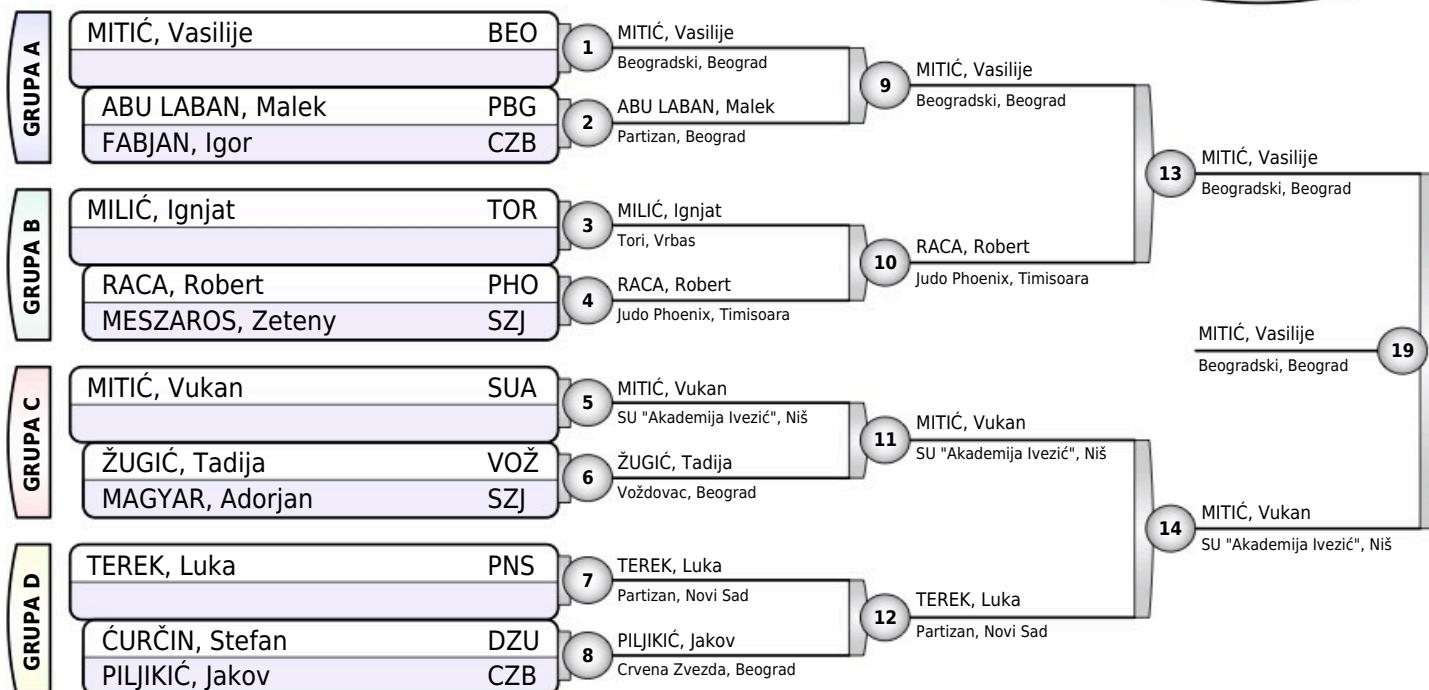 GRUPA A
MITIĆ, Vasilije BEO
ABU LABAN, Malek PBG
FABJAN, Igor CZB
1
MITIĆ, Vasilije
Beogradski, Beograd
2
ABU LABAN, Malek
Partizan, Beograd
9
MITIĆ, Vasilije
Beogradski, Beograd
GRUPA B
MILIĆ, Ignjat TOR
RACA, Robert PHO
MESZAROS, Zeteny SZJ
3
MILIĆ, Ignjat
Tori, Vrbas
4
RACA, Robert
Judo Phoenix, Timisoara
10
RACA, Robert
Judo Phoenix, Timisoara
13
MITIĆ, Vasilije
Beogradski, Beograd
GRUPA C
MITIĆ, Vukan SUA
ŽUGIĆ, Tadija VOŽ
MAGYAR, Adorjan SZJ
5
MITIĆ, Vukan
SU "Akademija Ivezić", Niš
6
ŽUGIĆ, Tadija
Voždovac, Beograd
11
MITIĆ, Vukan
SU "Akademija Ivezić", Niš
GRUPA D
TEREK, Luka PNS
ĆURČIN, Stefan DZU
PILJIKIĆ, Jakov CZB
7
TEREK, Luka
Partizan, Novi Sad
8
PILJIKIĆ, Jakov
Crvena Zvezda, Beograd
12
TEREK, Luka
Partizan, Novi Sad
14
MITIĆ, Vukan
SU "Akademija Ivezić", Niš
MITIĆ, Vasilije
Beogradski, Beograd
19